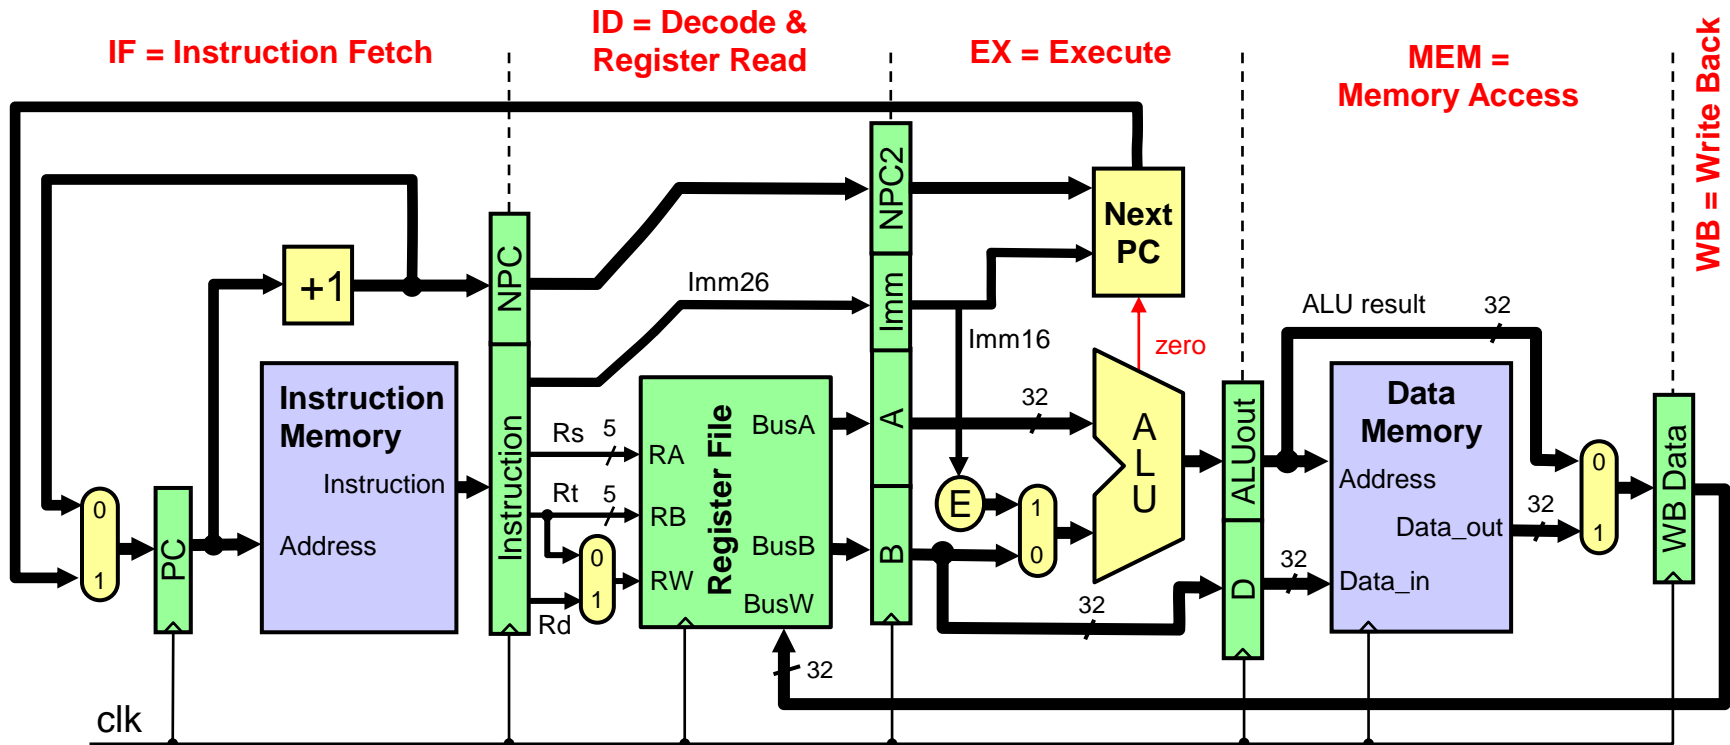 IF = Instruction Fetch
ID = Decode &
Register Read
EX = Execute
MEM =
Memory Access
WB = Write Back
+1
NPC
NPC2
Next
PC
Imm26
Imm
Imm16
zero
ALU result
32
Instruction
Memory
Instruction
Address
0
1
PC
Instruction
Rs
5
Rt
5
Rd
0
1
Register File
RA
RB
RW
BusA
BusB
BusW
32
A
B
32
E
1
0
32
A
L
U
ALUout
D
32
Data
Memory
Address
Data_out
Data_in
32
0
1
WB Data
clk